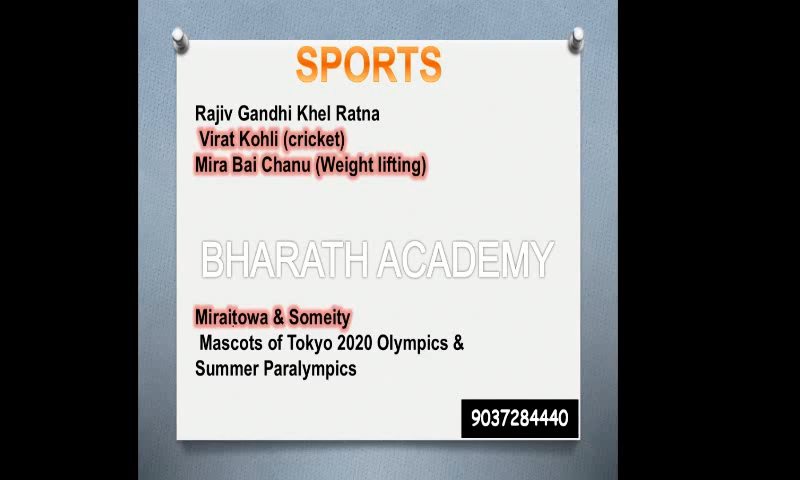 SPORTS
Rajiv Gandhi Khel Ratna
Virat Kohli (cricket)
Mira Bai Chanu (Weight lifting)
BHARATH ACADEMY
Miraitowa & Someity
Mascots of Tokyo 2020 Olympics &
Summer Paralympics
9037284440